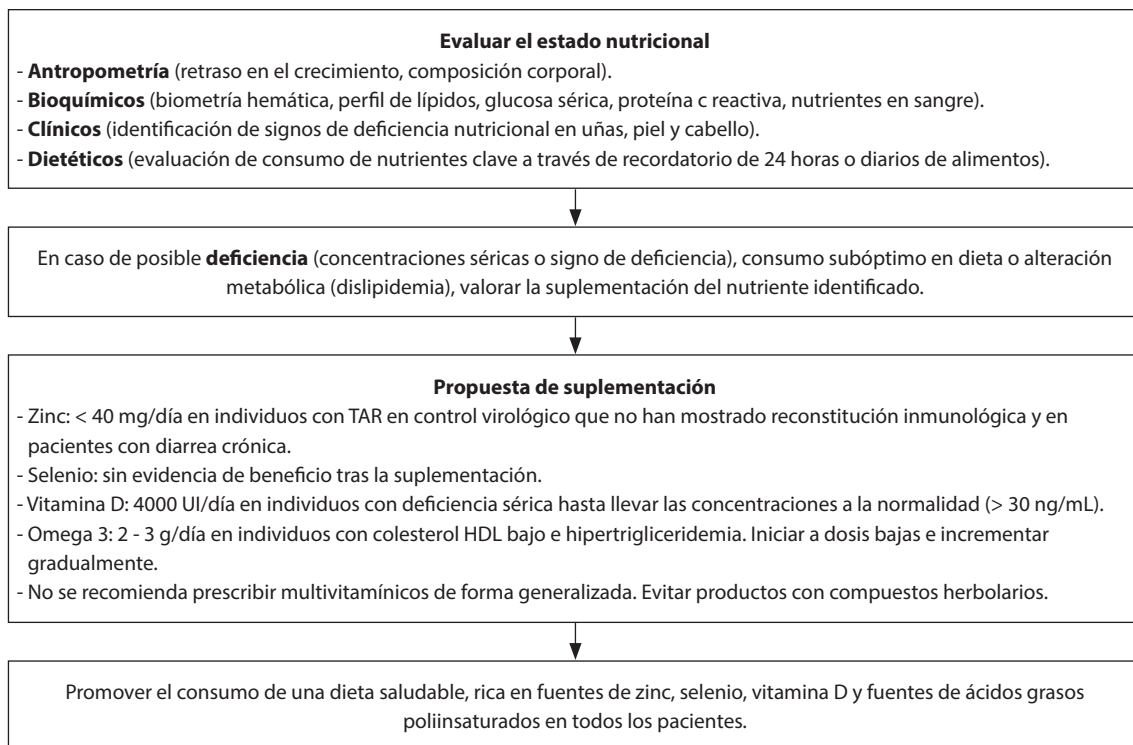 Evaluar el estado nutricional
- Antropometría (retraso en el crecimiento, composición corporal).
- Bioquímicos (biometría hemática, perfil de lípidos, glucosa sérica, proteína c reactiva, nutrientes en sangre).
- Clínicos (identificación de signos de deficiencia nutricional en uñas, piel y cabello).
- Dietéticos (evaluación de consumo de nutrientes clave a través de recordatorio de 24 horas o diarios de alimentos).
En caso de posible deficiencia (concentraciones séricas o signo de deficiencia), consumo subóptimo en dieta o alteración
metabólica (dislipidemia), valorar la suplementación del nutriente identificado.
Propuesta de suplementación
- Zinc: < 40 mg/día en individuos con TAR en control virológico que no han mostrado reconstitución inmunológica y en
pacientes con diarrea crónica.
- Selenio: sin evidencia de beneficio tras la suplementación.
- Vitamina D: 4000 UI/día en individuos con deficiencia sérica hasta llevar las concentraciones a la normalidad (> 30 ng/mL).
- Omega 3: 2 - 3 g/día en individuos con colesterol HDL bajo e hipertrigliceridemia. Iniciar a dosis bajas e incrementar
gradualmente.
- No se recomienda prescribir multivitamínicos de forma generalizada. Evitar productos con compuestos herbolarios.
Promover el consumo de una dieta saludable, rica en fuentes de zinc, selenio, vitamina D y fuentes de ácidos grasos
poliinsaturados en todos los pacientes.